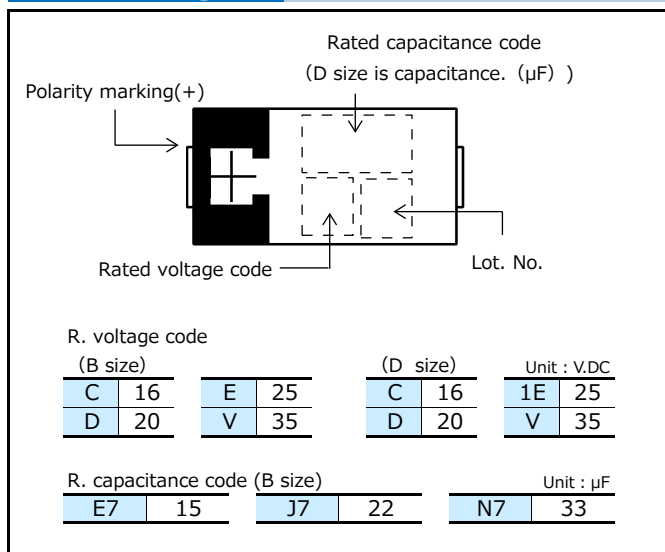 Rated capacitance code
（D size is capacitance.（μF））
Polarity marking(+)
Rated voltage code
Lot. No.
R. voltage code
(B size) (D size) Unit : V.DC
C 16 E 25 C 16 1E 25
D 20 V 35 D 20 V 35
R. capacitance code (B size) Unit : μF
E7 15 J7 22 N7 33